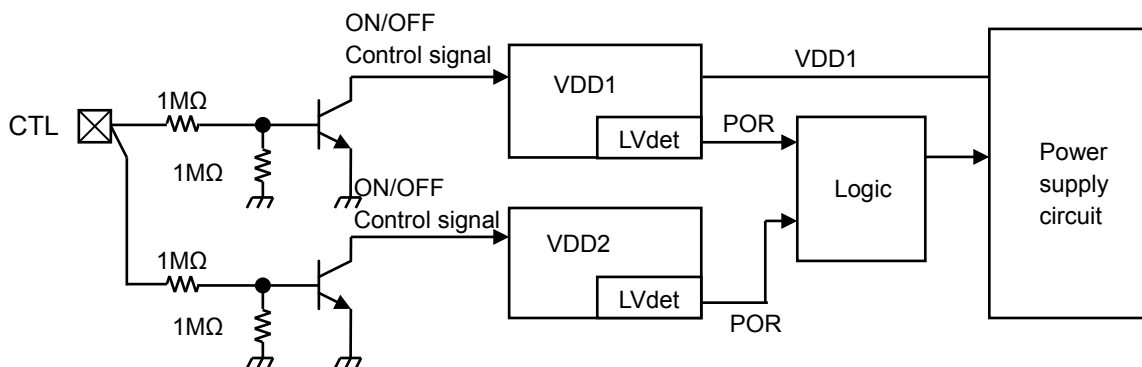 ON/OFF
Control signal
VDD1
VDD1
1MΩ
CTL
LVdet
POR
1MΩ
Logic
Power
supply
circuit
ON/OFF
Control signal
VDD2
1MΩ
LVdet
1MΩ
POR